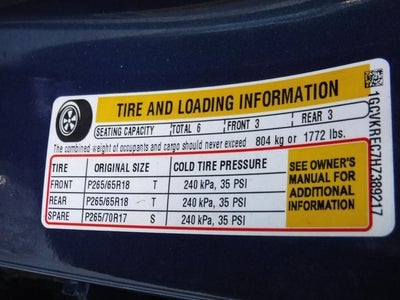 TIRE AND LOADING INFORMATION
SEATING CAPACITY TOTAL 6 FRONT 3 REAR 3
The combined weight of occupants and cargo should never exceed 804 kg or 1772 lbs.
TIRE ORIGINAL SIZE COLD TIRE PRESSURE
FRONT P265/65R18 T 240 kPa, 35 PSI
REAR P265/65R18 T 240 kPa, 35 PSI
SPARE P265/70R17 S 240 kPa, 35 PSI
SEE OWNER'S
MANUAL FOR
ADDITIONAL
INFORMATION